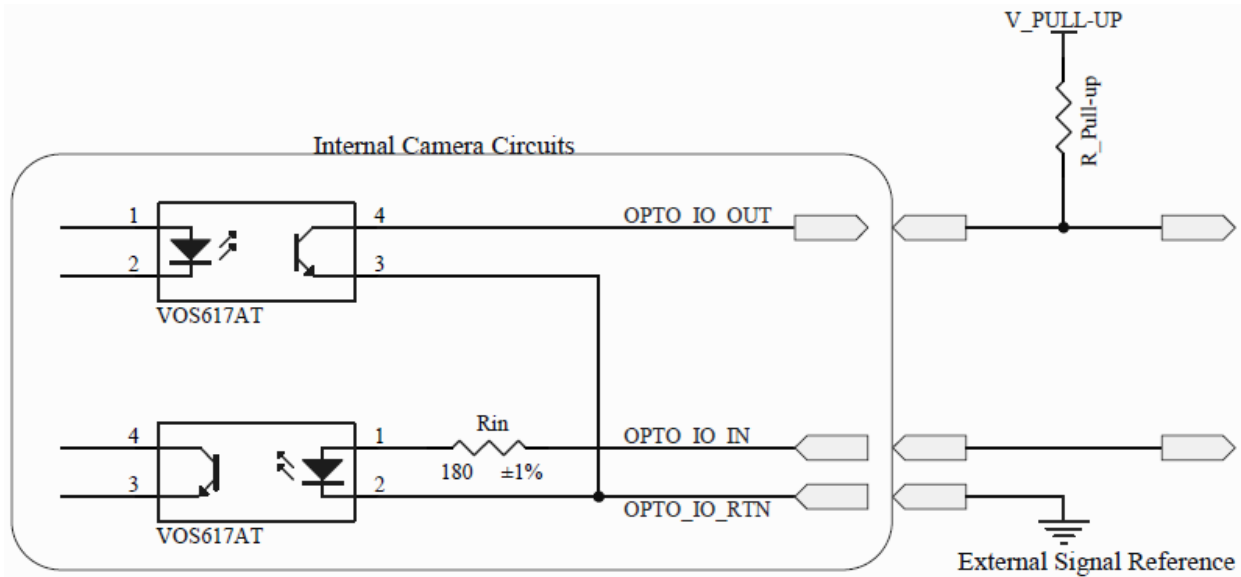 V_PULL-UP
R_Pull-up
Internal Camera Circuits
1
4
OPTO_IO_OUT
2
3
VOS617AT
Rin
4
1
OPTO_IO_IN
180 ±1%
3
2
OPTO_IO_RTN
VOS617AT
External Signal Reference